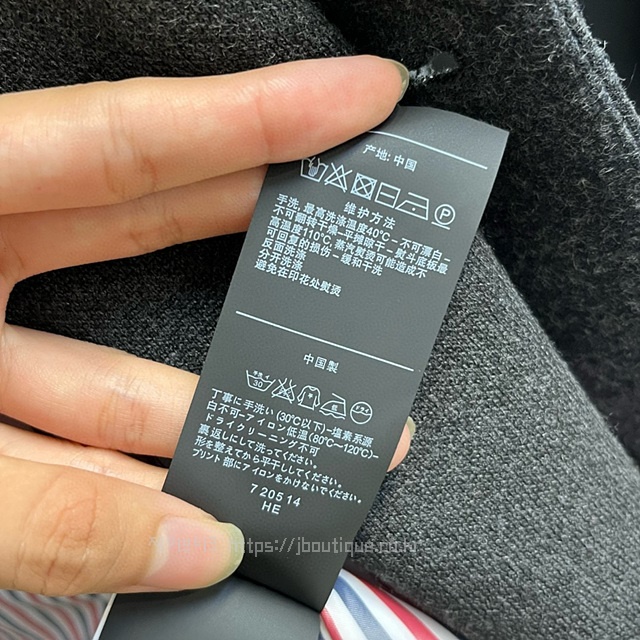 产地: 中国
P
维护方法
手洗 最高洗涤温度40℃ – 不可漂白 –
不可翻转干燥 – 平摊晾干 – 熨斗底板最
高温度110℃, 蒸汽熨烫可能造成不
可回复的损伤 – 缓和干洗
反面洗涤
分开洗涤
避免在印花处熨烫
中国製
手洗イ
30
丁寧に手洗い (30℃以下) – 塩素系漂
白不可 – アイロン低温 (80℃~120℃) –
ドライクリーニング不可
裏返しにして洗ってください。
形を整えてから平干ししてください。
プリント部にアイロンをかけないでください。
720514
HE
https://jboutique.ru.ru